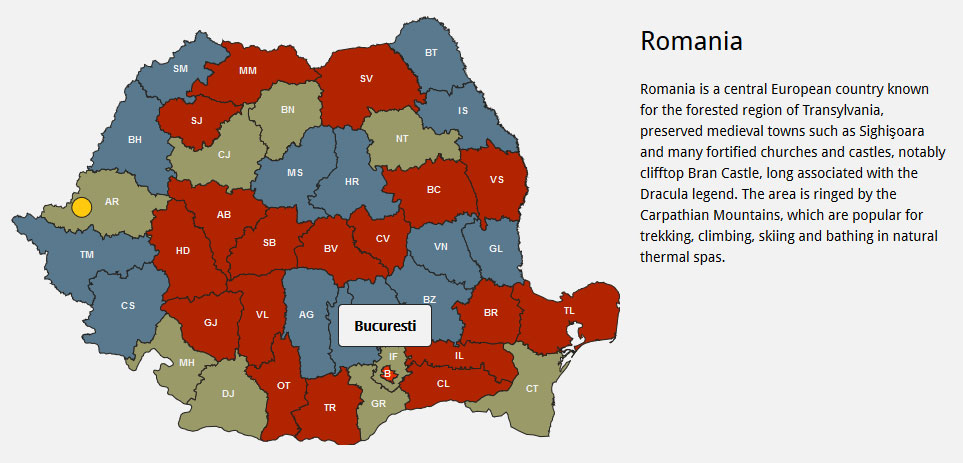 Romania
Romania is a central European country known
for the forested region of Transylvania,
preserved medieval towns such as Sighişoara
and many fortified churches and castles, notably
clifftop Bran Castle, long associated with the
Dracula legend. The area is ringed by the
Carpathian Mountains, which are popular for
trekking, climbing, skiing and bathing in natural
thermal spas.
BT
SM
MM
SV
BN
IS
SJ
BH
NT
CJ
MS
HR
BC
VS
AR
AB
CV
SB
BV
VN
GL
HD
TM
CS
BZ
GJ
VL
AG
BR
TL
Bucuresti
MH
IF
IL
B
CL
OT
CT
DJ
TR
GR